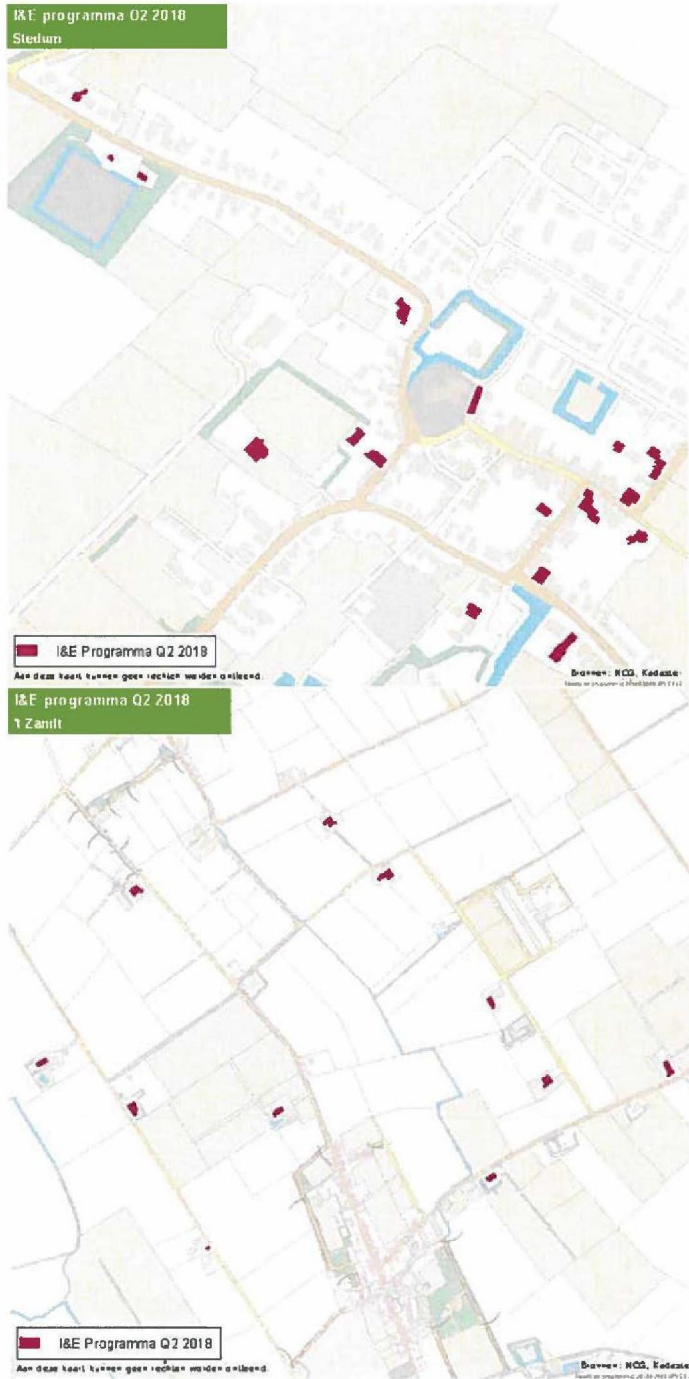 I&E programma Q2 2018
Stedum
I&E Programma Q2 2018
Aan deze kaart kunnen geen rechten worden ontleend.
Bronnen: NCG, Kadaster
I&E programma Q2 2018
't Zandt
I&E Programma Q2 2018
Aan deze kaart kunnen geen rechten worden ontleend.
Bronnen: NCG, Kadaster